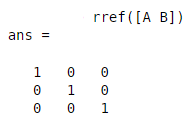 rref([A B])
ans =
1 0 0
0 1 0
0 0 1